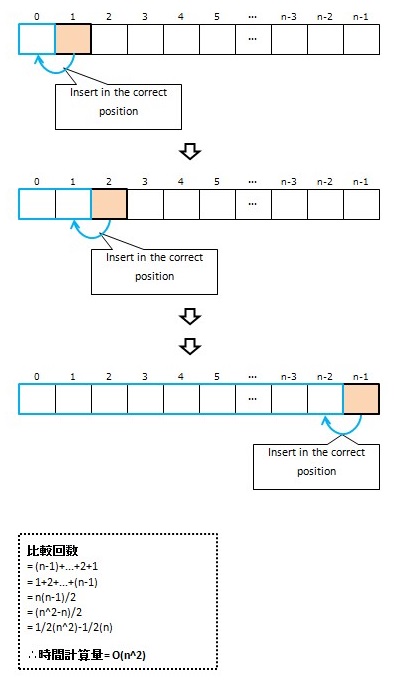 0 1 2 3 4 5 ... n-3 n-2 n-1
...
Insert in the correct
position
0 1 2 3 4 5 ... n-3 n-2 n-1
...
Insert in the correct
position
0 1 2 3 4 5 ... n-3 n-2 n-1
...
Insert in the correct
position
比較回数
= (n-1)+...+2+1
= 1+2+...+(n-1)
= n(n-1)/2
= (n^2-n)/2
= 1/2(n^2)-1/2(n)
∴時間計算量= O(n^2)